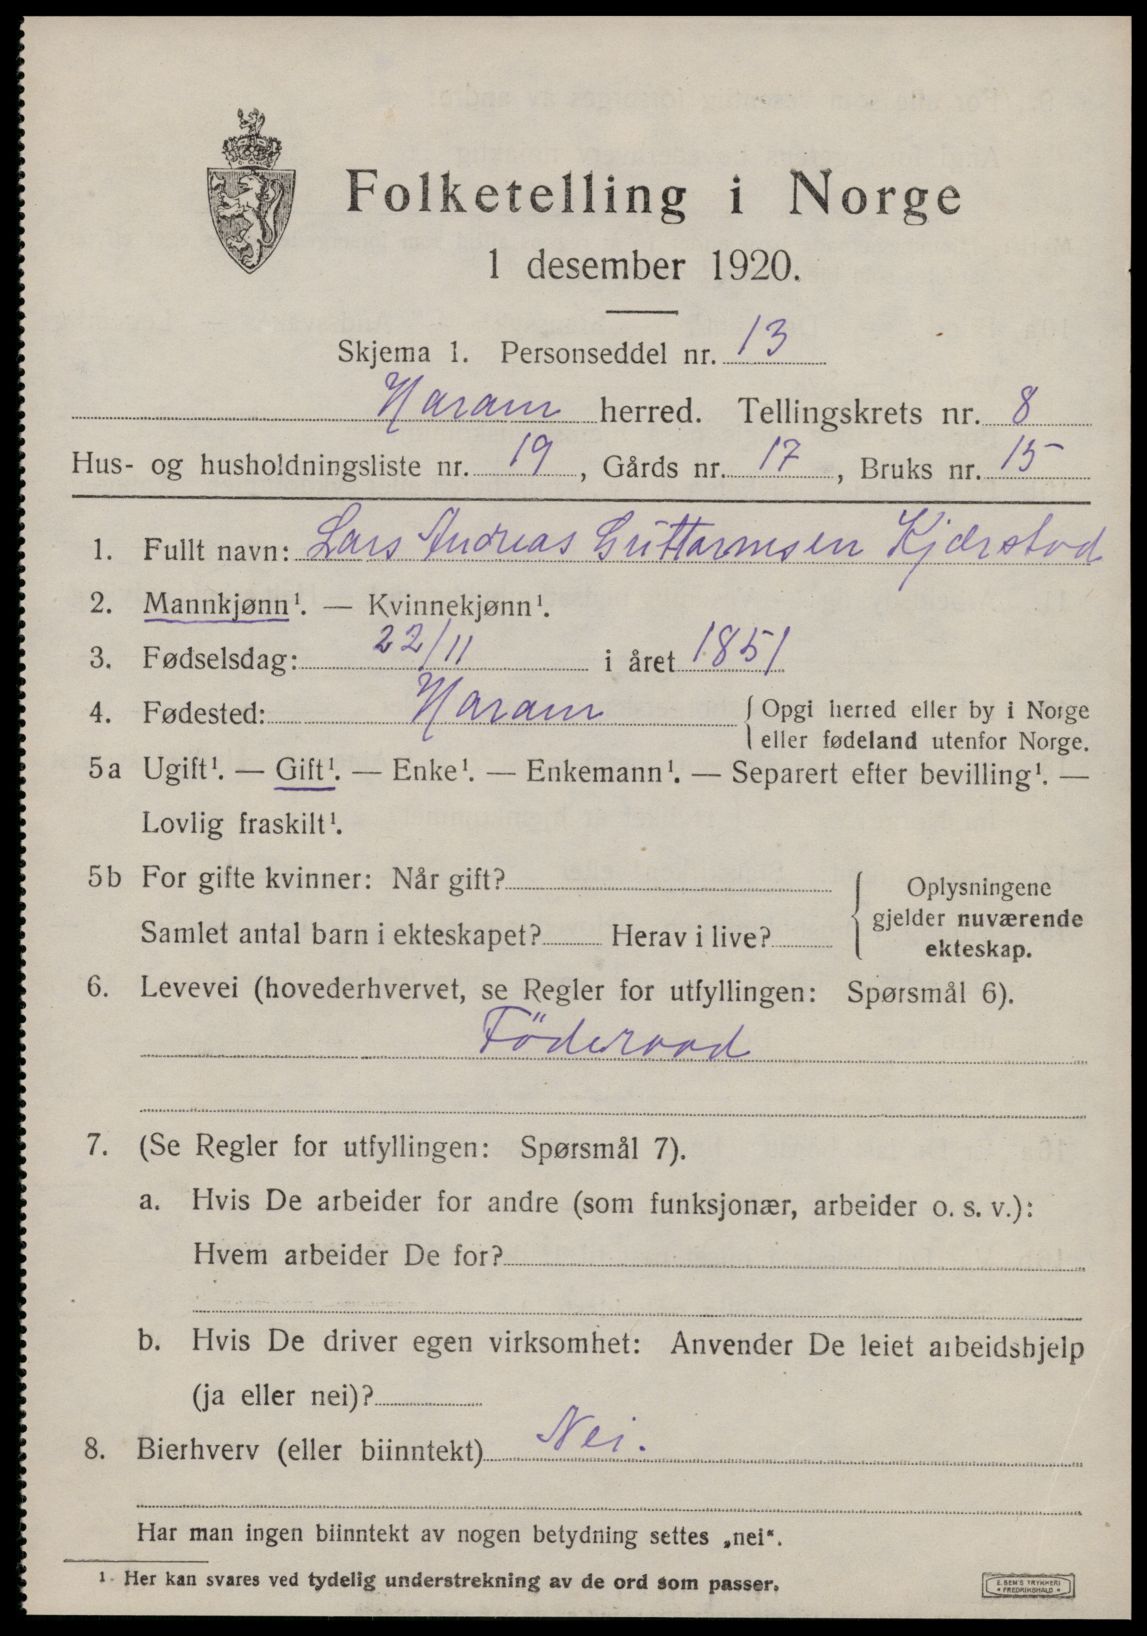 Folketelling i Norge
1 desember 1920.
Skjema 1. Personseddel nr. 13
Haram herred. Tellingskrets nr. 8
Hus- og husholdningsliste nr. 19, Gårds nr. 17, Bruks nr. 15
1. Fullt navn: Lars Andreas Guttormsen Kjærstad
2. Mannkjønn¹. — Kvinnekjønn¹.
3. Fødselsdag: 22/11 i året 1851
4. Fødested: Haram { Opgi herred eller by i Norge
eller fødeland utenfor Norge.
5a Ugift¹. — Gift¹. — Enke¹. — Enkemann¹. — Separert efter bevilling¹. —
Lovlig fraskilt¹.
5b For gifte kvinner: Når gift?
Samlet antal barn i ekteskapet? Herav i live?
{ Oplysningene
gjelder nuværende
ekteskap.
6. Levevei (hovederhvervet, se Regler for utfyllingen: Spørsmål 6).
Föderaad
7. (Se Regler for utfyllingen: Spørsmål 7).
a. Hvis De arbeider for andre (som funksjonær, arbeider o. s. v.):
Hvem arbeider De for?
b. Hvis De driver egen virksomhet: Anvender De leiet arbeidshjelp
(ja eller nei)?
8. Bierhverv (eller biinntekt) Nei.
Har man ingen biinntekt av nogen betydning settes „nei“.
¹ Her kan svares ved tydelig understrekning av de ord som passer.
E. SEM'S TRYKKERI
• FREDRIKSHALD •